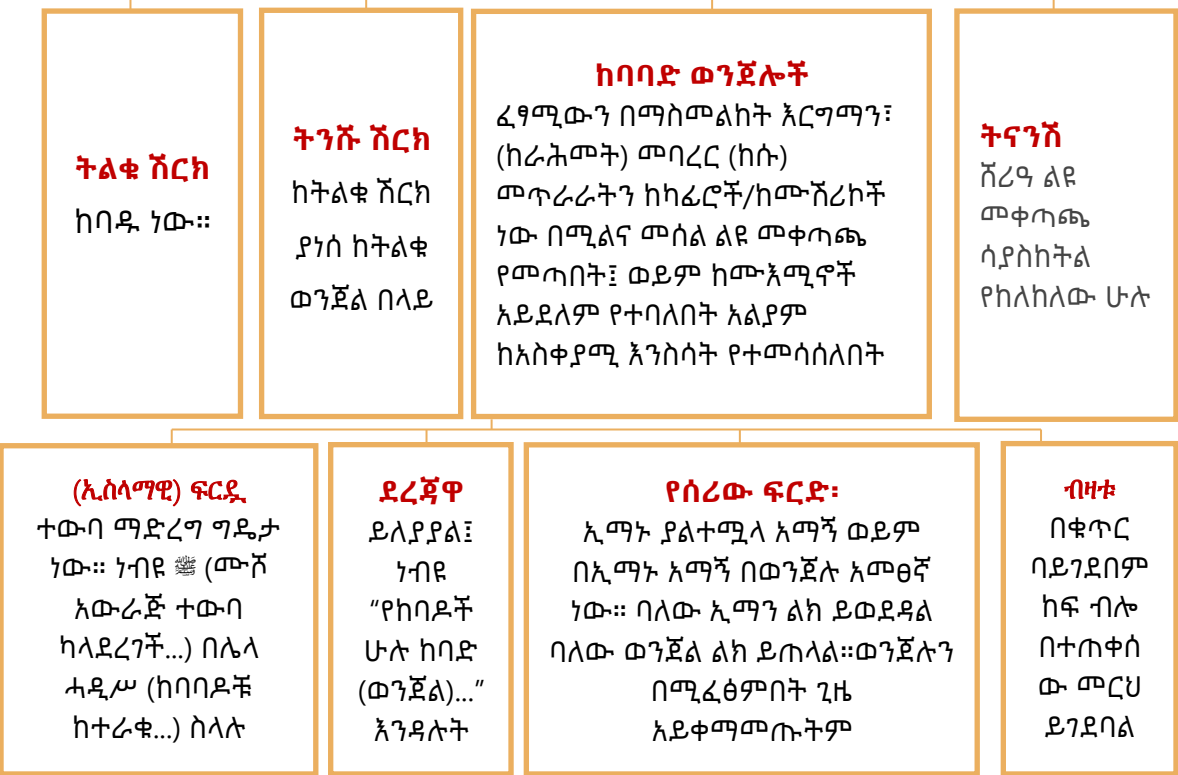 ትልቁ ሽርክ
ከባዱ ነው።
ትንሹ ሽርክ
ከትልቁ ሽርክ
ያነሰ ከትልቁ
ወንጀል በላይ
ከባባድ ወንጀሎች
ፈፃሚውን በማስመልከት እርግማን፣
(ከራሕመት) መባረር (ከሱ)
መጥራራትን ከካፊሮች/ከሙሽሪኮች
ነው በሚልና መሰል ልዩ መቀጣጫ
የመጣበት፤ ወይም ከሙእሚኖች
አይደለም የተባለበት አልያም
ከአስቀያሚ እንስሳት የተመሳሰለበት
ትናንሽ
ሸሪዓ ልዩ
መቀጣጫ
ሳያስከትል
የከለከለው ሁሉ
(ኢስላማዊ) ፍርዷ
ተውባ ማድረግ ግዴታ
ነው። ነብዩ ﷺ (ሙሾ
አውራጅ ተውባ
ካላደረገች...) በሌላ
ሓዲሥ (ከባባዶቹ
ከተራቁ...) ስላሉ
ደረጃዋ
ይለያያል፤
ነብዩ
“የከባዶች
ሁሉ ከባድ
(ወንጀል)...”
እንዳሉት
የሰሪው ፍርድ፡
ኢማኑ ያልተሟላ አማኝ ወይም
በኢማኑ አማኝ በወንጀሉ አመፀኛ
ነው። ባለው ኢማን ልክ ይወደዳል
ባለው ወንጀል ልክ ይጠላል።ወንጀሉን
በሚፈፅምበት ጊዜ
አይቀማመጡትም
ብዛቱ
በቁጥር
ባይገደበም
ከፍ ብሎ
በተጠቀሰ
ው መርህ
ይገደባል